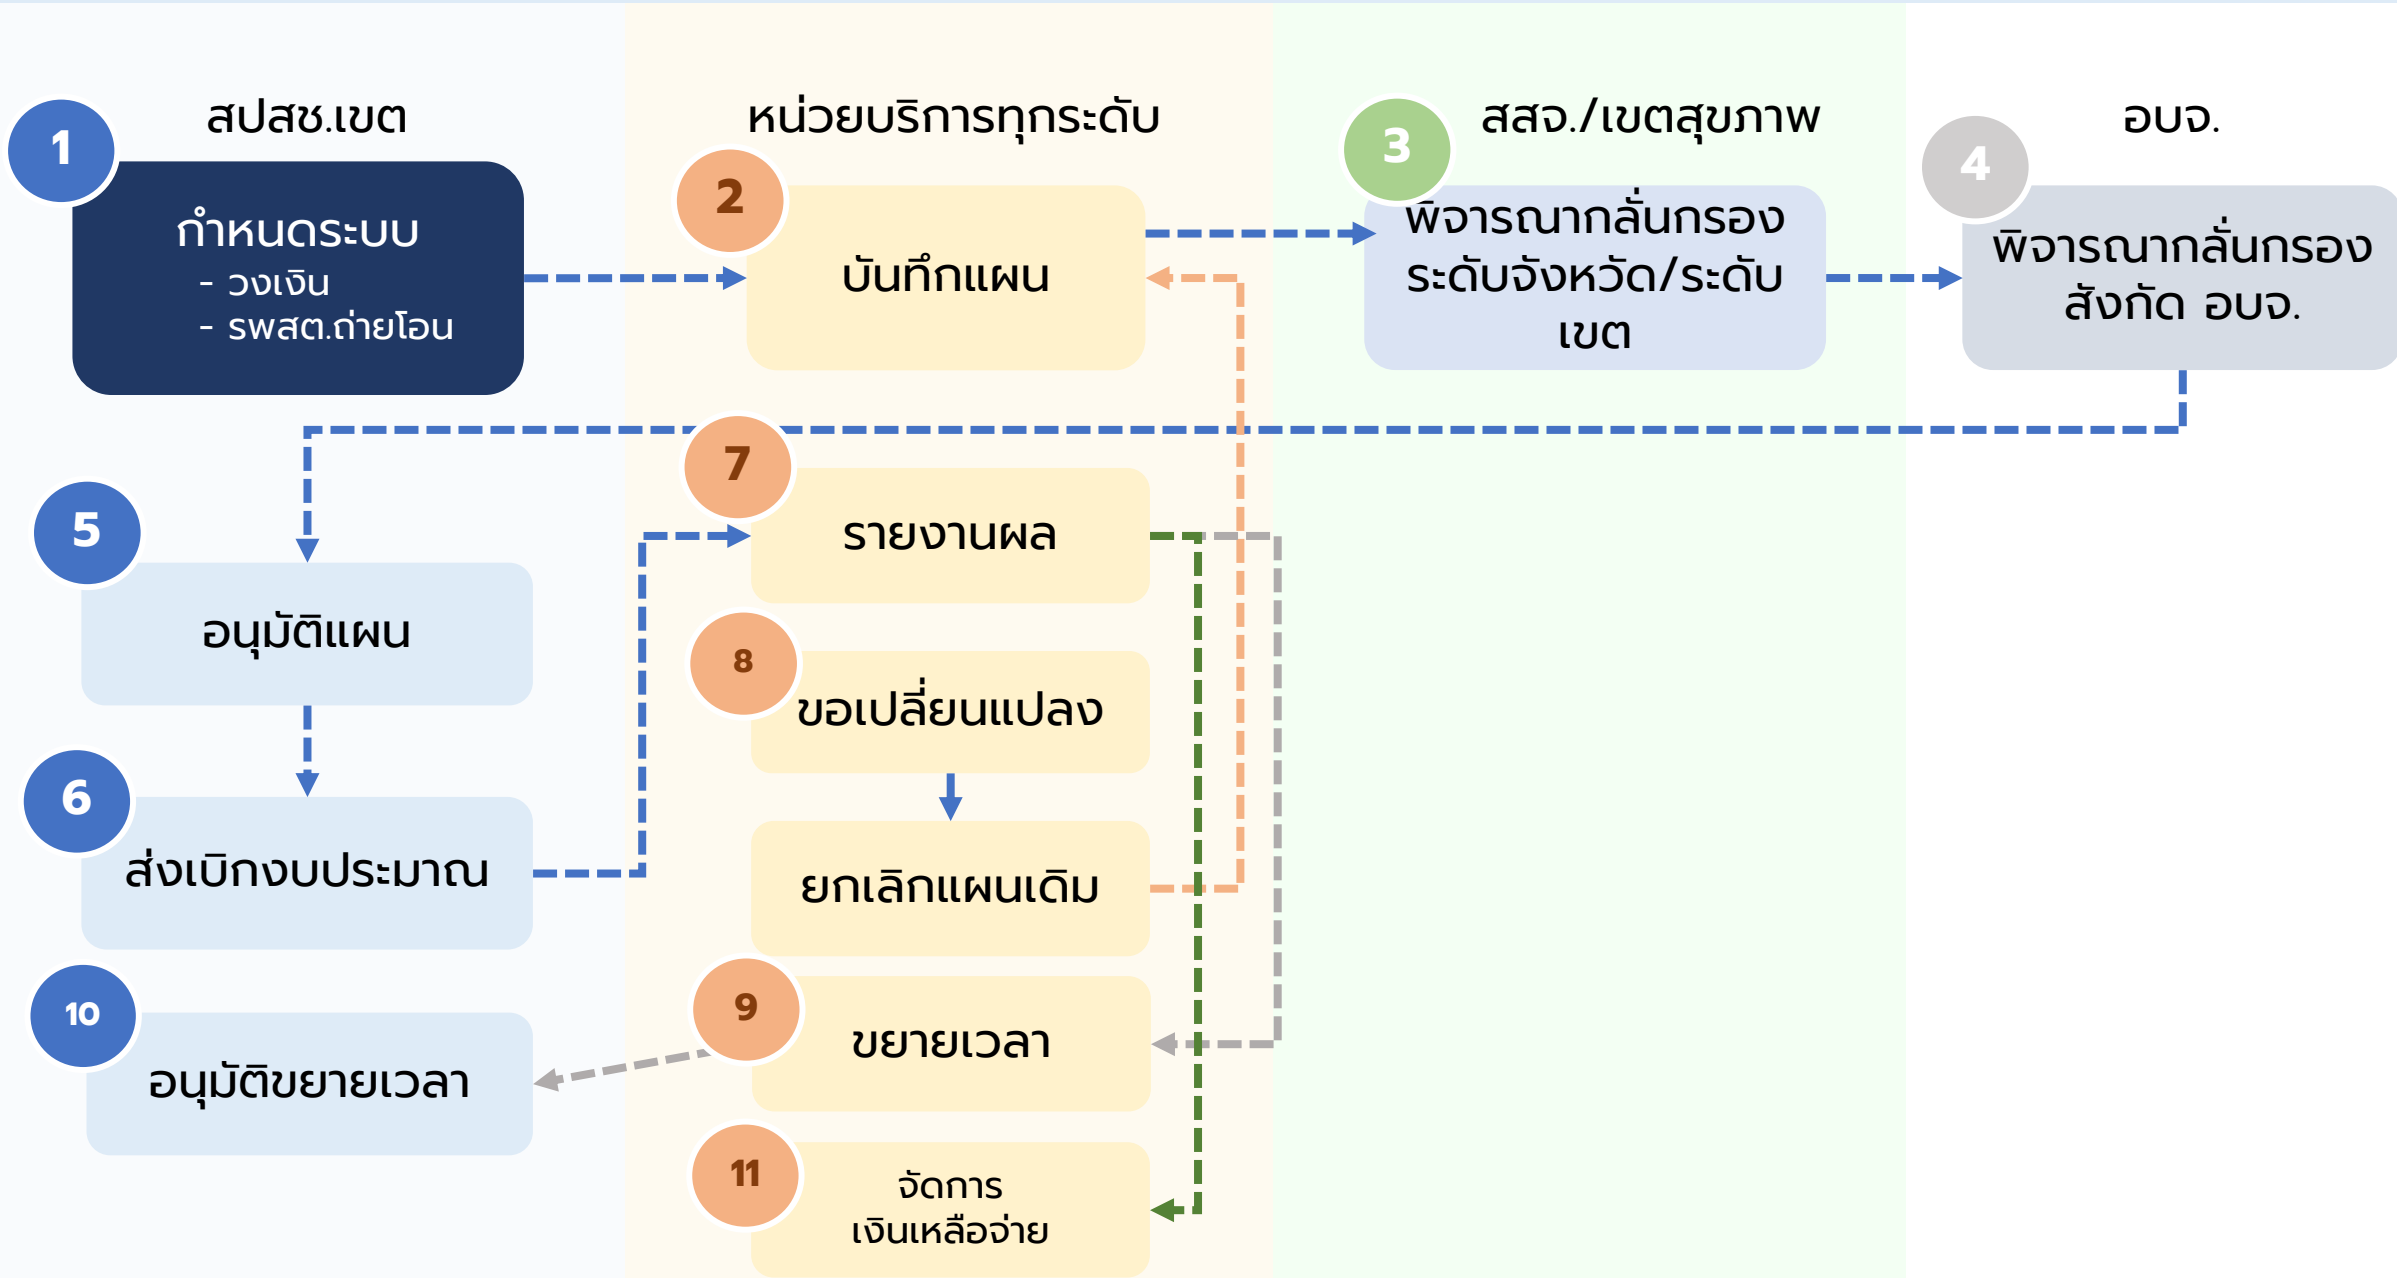 สปสช.เขต
หน่วยบริการทุกระดับ
สสจ./เขตสุขภาพ
อบจ.
1
กำหนดระบบ
- วงเงิน
- รพสต.ถ่ายโอน
2
บันทึกแผน
3
พิจารณากลั่นกรอง
ระดับจังหวัด/ระดับ
เขต
4
พิจารณากลั่นกรอง
สังกัด อบจ.
5
อนุมัติแผน
6
ส่งเบิกงบประมาณ
7
รายงานผล
8
ขอเปลี่ยนแปลง
ยกเลิกแผนเดิม
9
ขยายเวลา
10
อนุมัติขยายเวลา
11
จัดการ
เงินเหลือจ่าย